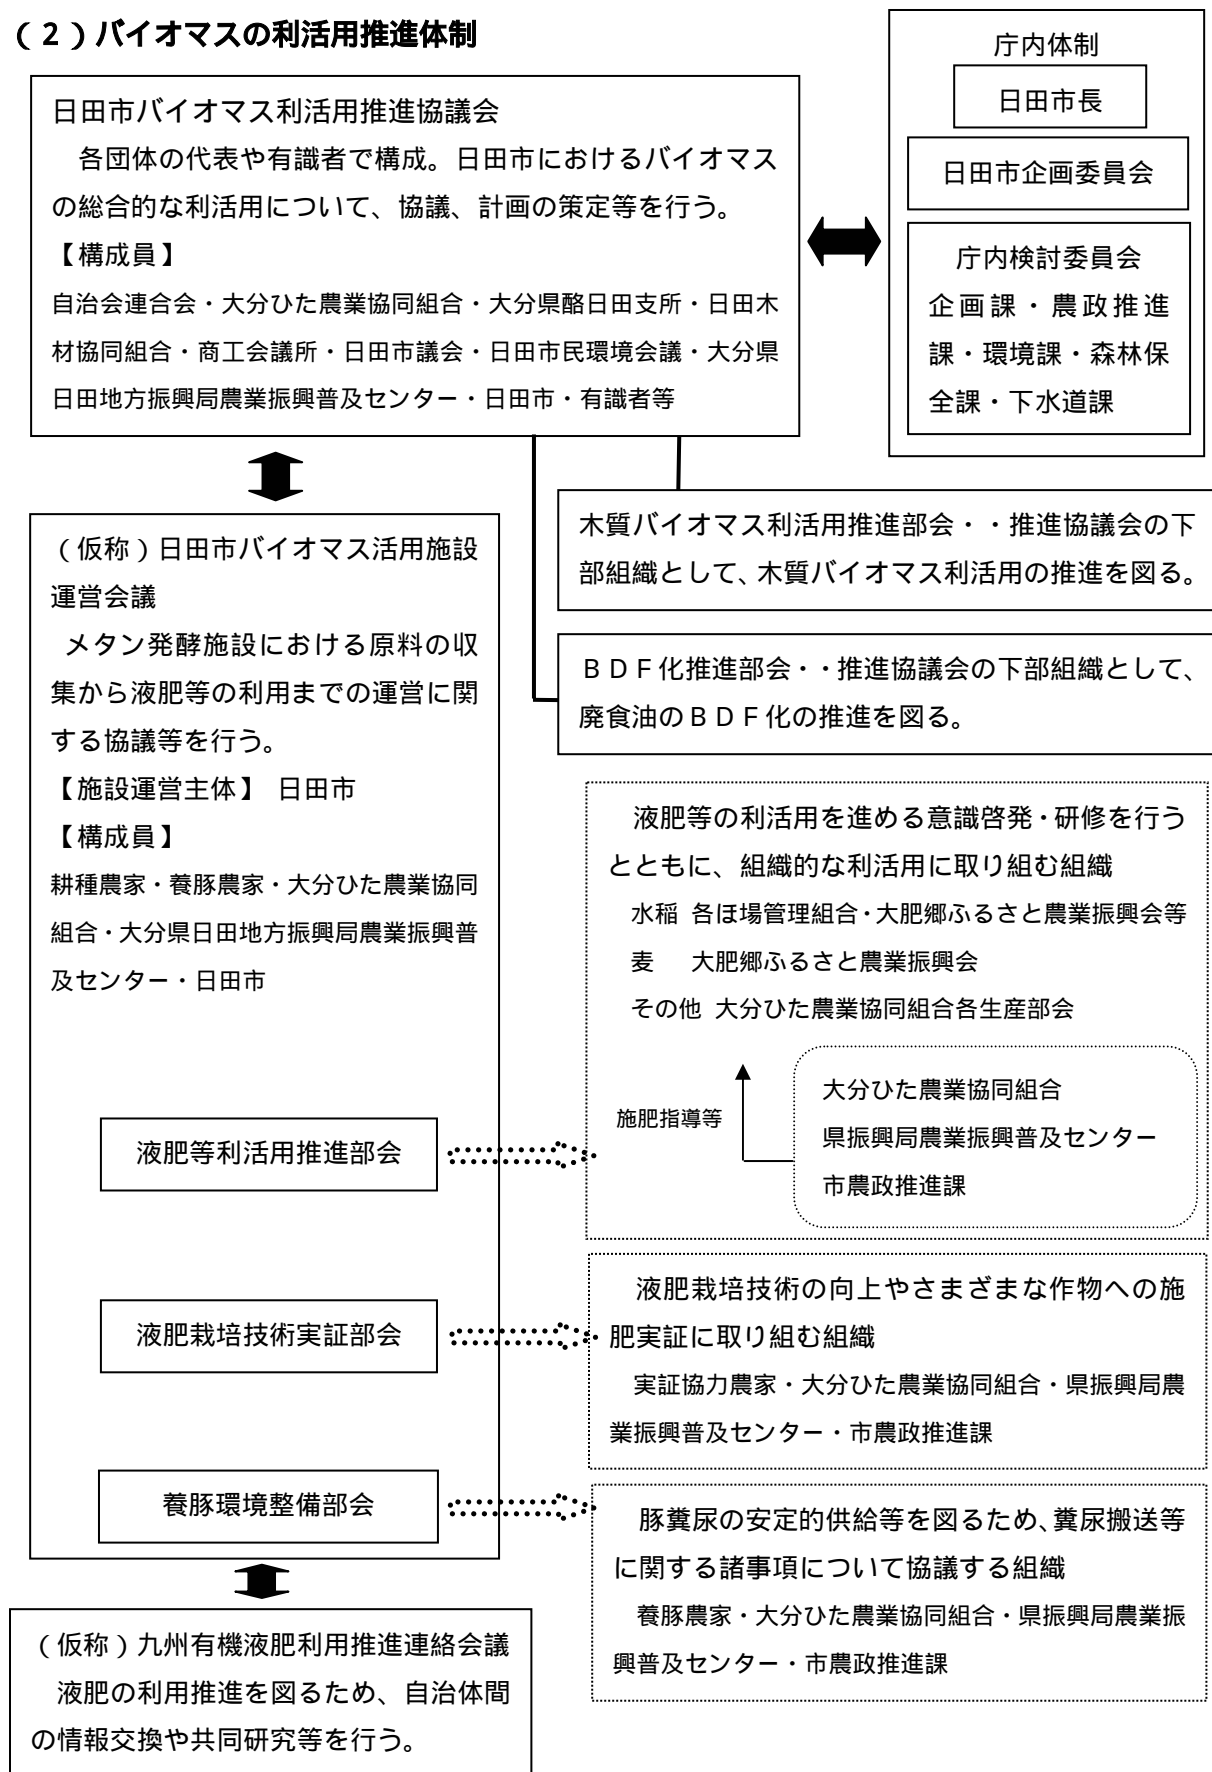 （２）バイオマスの利活用推進体制
日田市バイオマス利活用推進協議会
各団体の代表や有識者で構成。日田市におけるバイオマス
の総合的な利活用について、協議、計画の策定等を行う。
【構成員】
自治会連合会・大分ひた農業協同組合・大分県酪日田支所・日田木
材協同組合・商工会議所・日田市議会・日田市民環境会議・大分県
日田地方振興局農業振興普及センター・日田市・有識者等
庁内体制
日田市長
日田市企画委員会
庁内検討委員会
企画課・農政推進
課・環境課・森林保
全課・下水道課
木質バイオマス利活用推進部会・・推進協議会の下
部組織として、木質バイオマス利活用の推進を図る。
ＢＤＦ化推進部会・・推進協議会の下部組織として、
廃食油のＢＤＦ化の推進を図る。
（仮称）日田市バイオマス活用施設
運営会議
メタン発酵施設における原料の収
集から液肥等の利用までの運営に関
する協議等を行う。
【施設運営主体】 日田市
【構成員】
耕種農家・養豚農家・大分ひた農業協同
組合・大分県日田地方振興局農業振興普
及センター・日田市
液肥等利活用推進部会
液肥栽培技術実証部会
養豚環境整備部会
液肥等の利活用を進める意識啓発・研修を行う
とともに、組織的な利活用に取り組む組織
水稲 各ほ場管理組合・大肥郷ふるさと農業振興会等
麦 大肥郷ふるさと農業振興会
その他 大分ひた農業協同組合各生産部会
施肥指導等
大分ひた農業協同組合
県振興局農業振興普及センター
市農政推進課
液肥栽培技術の向上やさまざまな作物への施
肥実証に取り組む組織
実証協力農家・大分ひた農業協同組合・県振興局農
業振興普及センター・市農政推進課
豚糞尿の安定的供給等を図るため、糞尿搬送等
に関する諸事項について協議する組織
養豚農家・大分ひた農業協同組合・県振興局農業振
興普及センター・市農政推進課
（仮称）九州有機液肥利用推進連絡会議
液肥の利用推進を図るため、自治体間
の情報交換や共同研究等を行う。